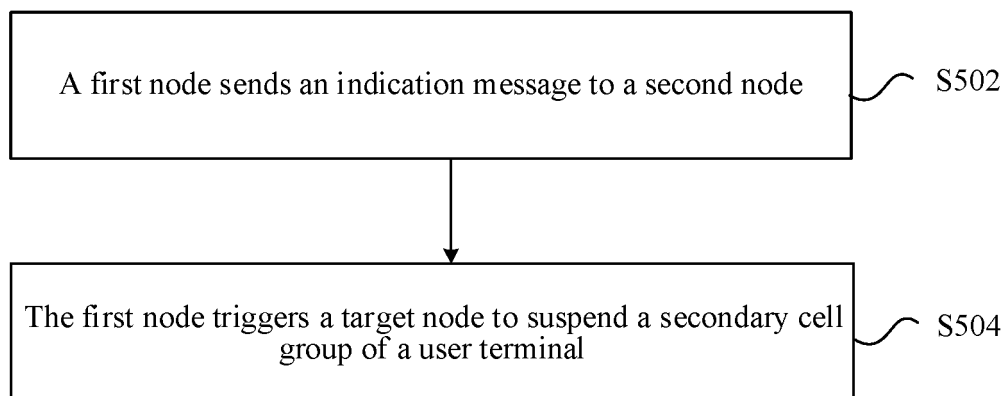 A first node sends an indication message to a second node
S502
The first node triggers a target node to suspend a secondary cell
group of a user terminal
S504